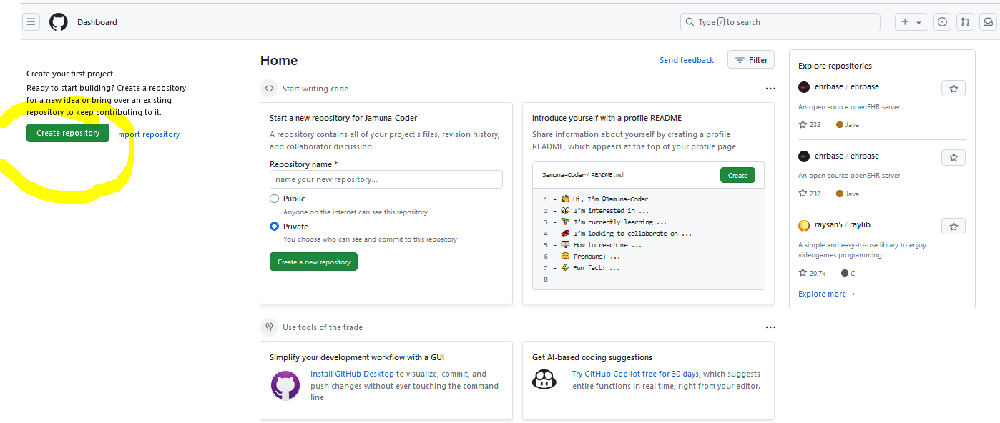 Dashboard
Type / to search
Create your first project
Ready to start building? Create a repository
for a new idea or bring over an existing
repository to keep contributing to it.
Create repository
Import repository
Home
Send feedback
Filter
Start writing code
Start a new repository for Jamuna-Coder
A repository contains all of your project's files, revision history,
and collaborator discussion.
Repository name *
name your new repository...
Public
Anyone on the internet can see this repository
Private
You choose who can see and commit to this repository
Create a new repository
Introduce yourself with a profile README
Share information about yourself by creating a profile
README, which appears at the top of your profile page.
Jamuna-Coder/README.md
Create
1 - 👋 Hi, I'm @Jamuna-Coder
2 - 👀 I'm interested in ...
3 - 🌱 I'm currently learning ...
4 - 💞️ I'm looking to collaborate on ...
5 - 📫 How to reach me ...
6 - 😄 Pronouns: ...
7 - ⚡ Fun fact: ...
8
Use tools of the trade
Simplify your development workflow with a GUI
Install GitHub Desktop to visualize, commit, and
push changes without ever touching the command
line.
Get AI-based coding suggestions
Try GitHub Copilot free for 30 days, which suggests
entire functions in real time, right from your editor.
Explore repositories
ehrbase / ehrbase
An open source openEHR server
232 Java
ehrbase / ehrbase
An open source openEHR server
232 Java
raysan5 / raylib
A simple and easy-to-use library to enjoy
videogames programming
20.7k C
Explore more →